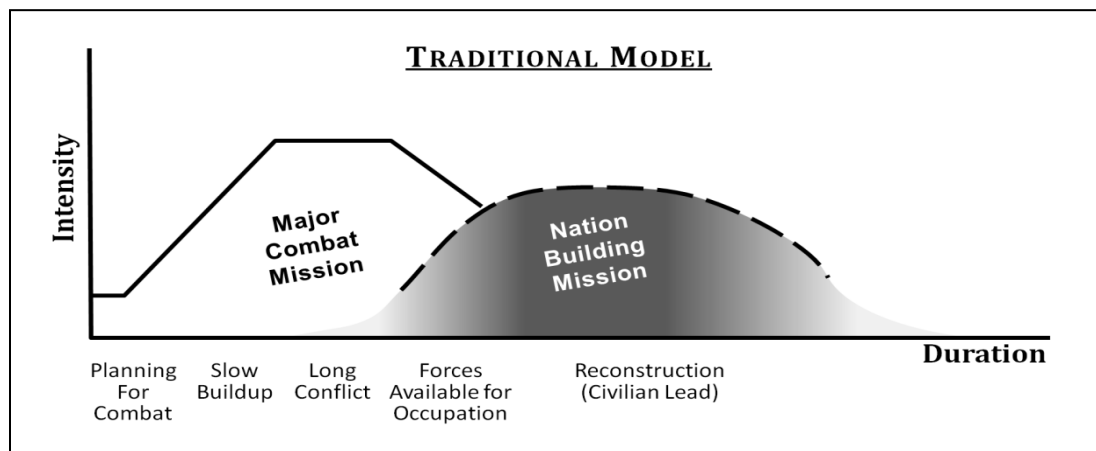 TRADITIONAL MODEL
Intensity
Major
Combat
Mission
Nation
Building
Mission
Duration
Planning
For
Combat
Slow
Buildup
Long
Conflict
Forces
Available for
Occupation
Reconstruction
(Civilian Lead)